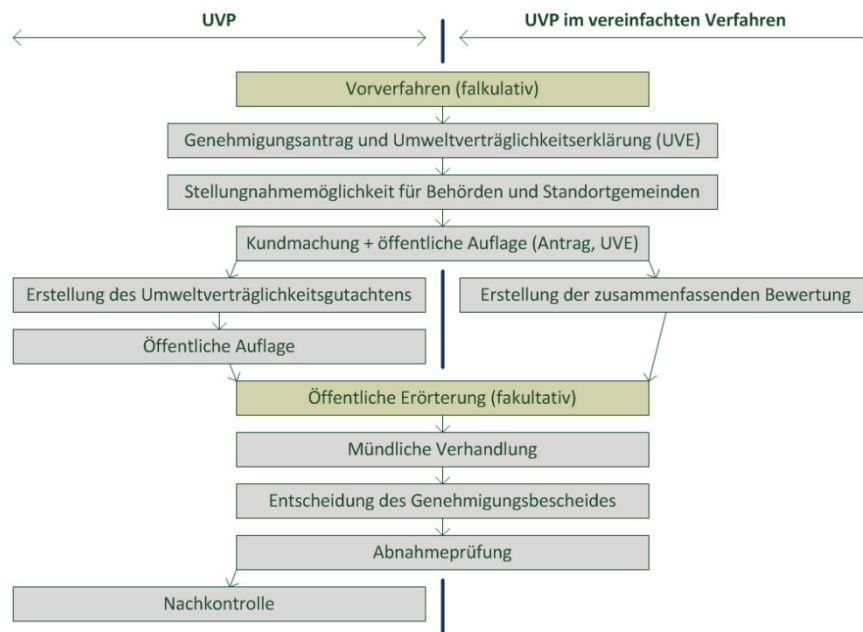 UVP
UVP im vereinfachten Verfahren
Vorverfahren (falkulativ)
Genehmigungsantrag und Umweltverträglichkeitserklärung (UVE)
Stellungnahmemöglichkeit für Behörden und Standortgemeinden
Kundmachung + öffentliche Auflage (Antrag, UVE)
Erstellung des Umweltverträglichkeitsgutachtens
Erstellung der zusammenfassenden Bewertung
Öffentliche Auflage
Öffentliche Erörterung (fakultativ)
Mündliche Verhandlung
Entscheidung des Genehmigungsbescheides
Abnahmeprüfung
Nachkontrolle